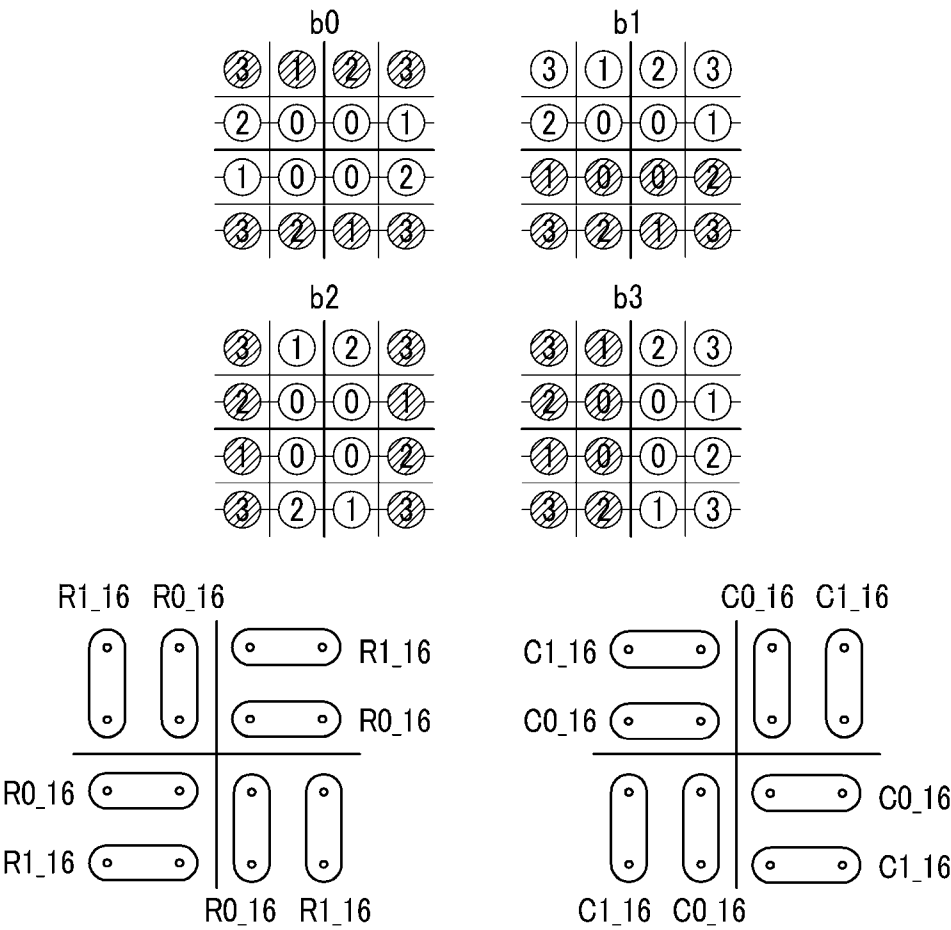 b0 b1
3 1 2 3 3 1 2 3
2 0 0 1 2 0 0 1
1 0 0 2 1 0 0 2
3 2 1 3 3 2 1 3
b2 b3
3 1 2 3 3 1 2 3
2 0 0 1 2 0 0 1
1 0 0 2 1 0 0 2
3 2 1 3 3 2 1 3
R1_16 R0_16 C0_16 C1_16
R1_16 C1_16
R0_16 C0_16
R0_16 C0_16
R1_16 C1_16
R0_16 R1_16 C1_16 C0_16